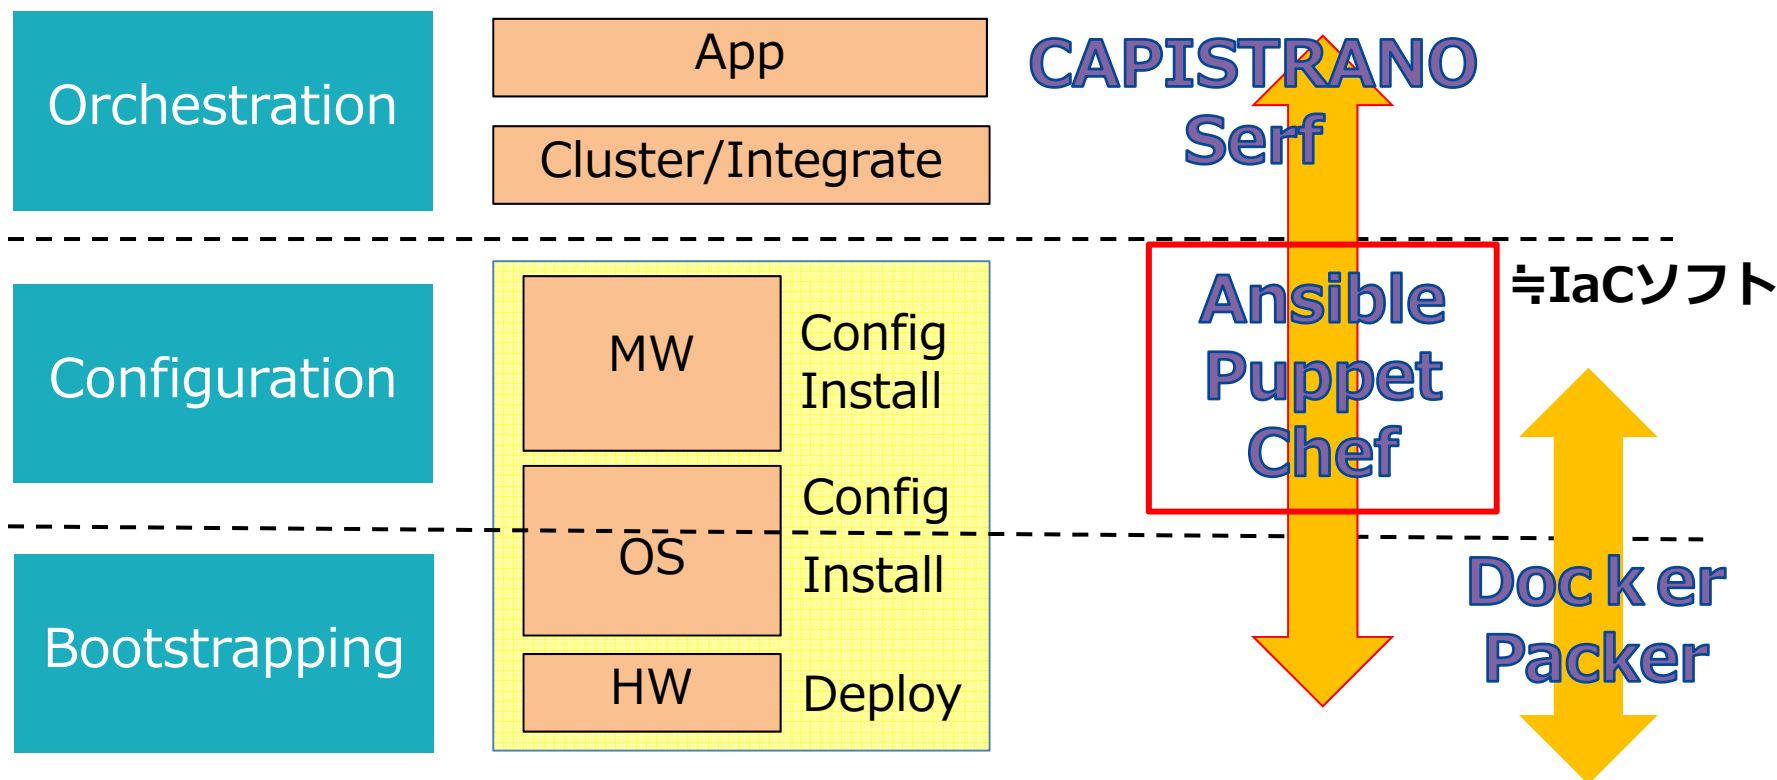 Orchestration
App
Cluster/Integrate
CAPISTRANO
Serf
Configuration
MW
Config
Install
Ansible
Puppet
Chef
≒IaCソフト
Bootstrapping
OS
Config
Install
HW
Deploy
Docker
Packer